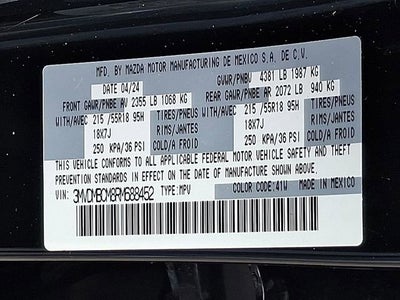 MFD. BY MAZDA MOTOR MANUFACTURING DE MEXICO S.A. DE C.V.
DATE 04/24 GVWR/PNBV 4381 LB 1987 KG
FRONT GAWR/PNBE AV 2355 LB 1068 KG REAR GAWR/PNBE AR 2072 LB 940 KG
WITH/AVEC 215/55R18 95H TIRES/PNEUS WITH/AVEC 215/55R18 95H TIRES/PNEUS
18X7J RIMS/JANTES 18X7J RIMS/JANTES
250 KPA/36 PSI COLD/A FROID 250 KPA/36 PSI COLD/A FROID
THIS VEHICLE CONFORMS TO ALL APPLICABLE FEDERAL MOTOR VEHICLE SAFETY AND THEFT
PREVENTION STANDARDS IN EFFECT ON THE DATE OF MANUFACTURE SHOWN ABOVE.
VIN: 3MVDMBCM8RM688452 TYPE:MPV COLOR CODE:41W MADE IN MEXICO